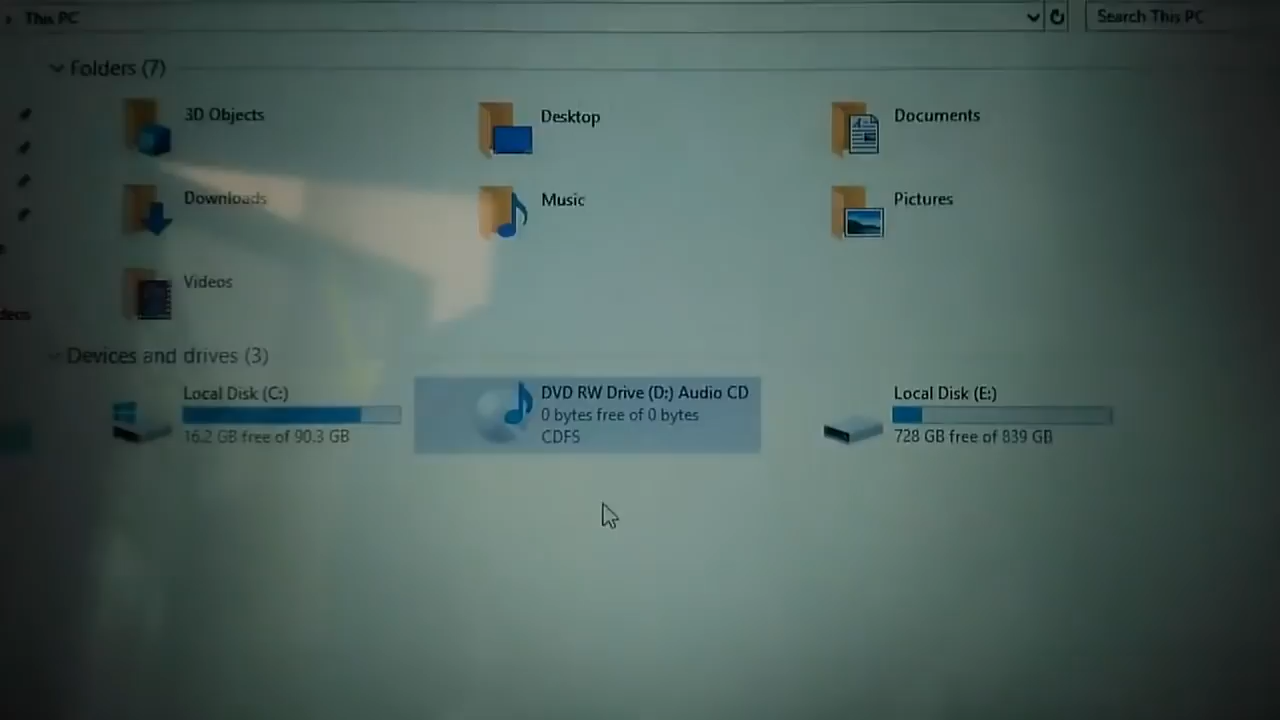 This PC
Search This PC
Folders (7)
3D Objects
Desktop
Documents
Downloads
Music
Pictures
Videos
Devices and drives (3)
Local Disk (C:)
16.2 GB free of 90.3 GB
DVD RW Drive (D:) Audio CD
0 bytes free of 0 bytes
CDFS
Local Disk (E:)
728 GB free of 839 GB